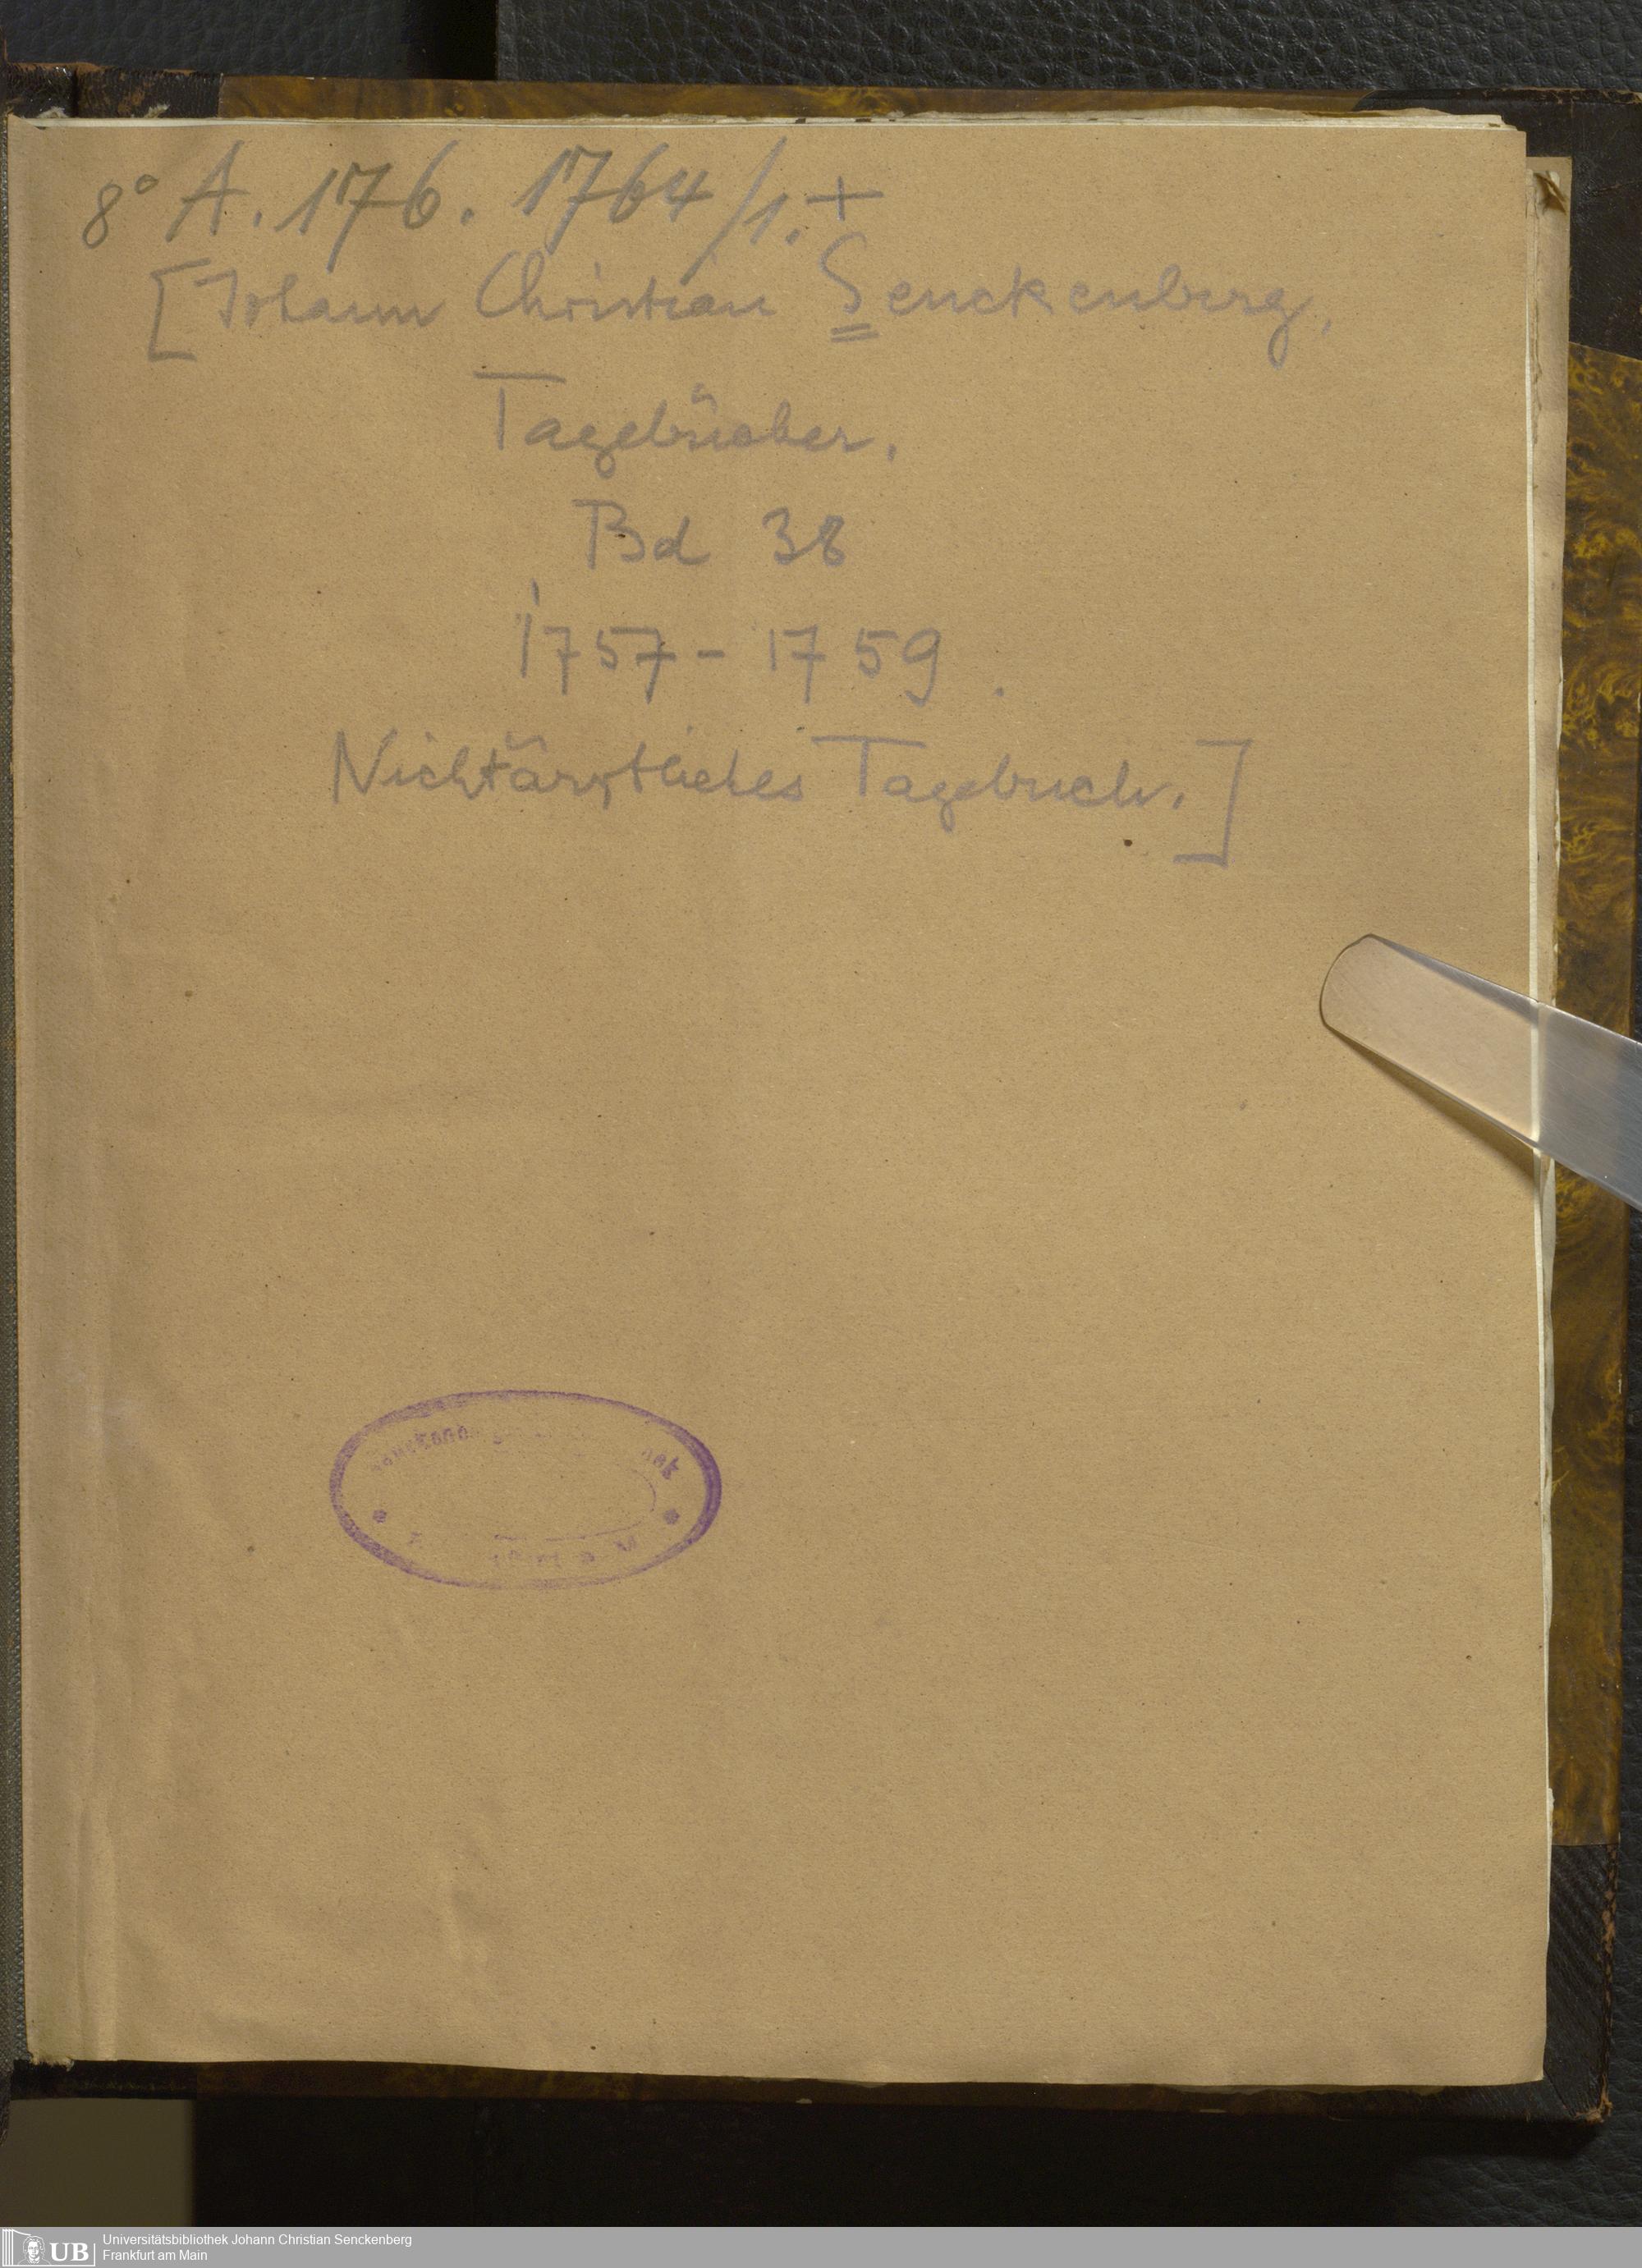 8° A. 176. 1764/1. +
[Johann Christian Senckenberg,
Tagebücher.
Bd 38
1757 - 1759.
Nichtärztliches Tagebuch.]
UB
Universitätsbibliothek Johann Christian Senckenberg
Frankfurt am Main